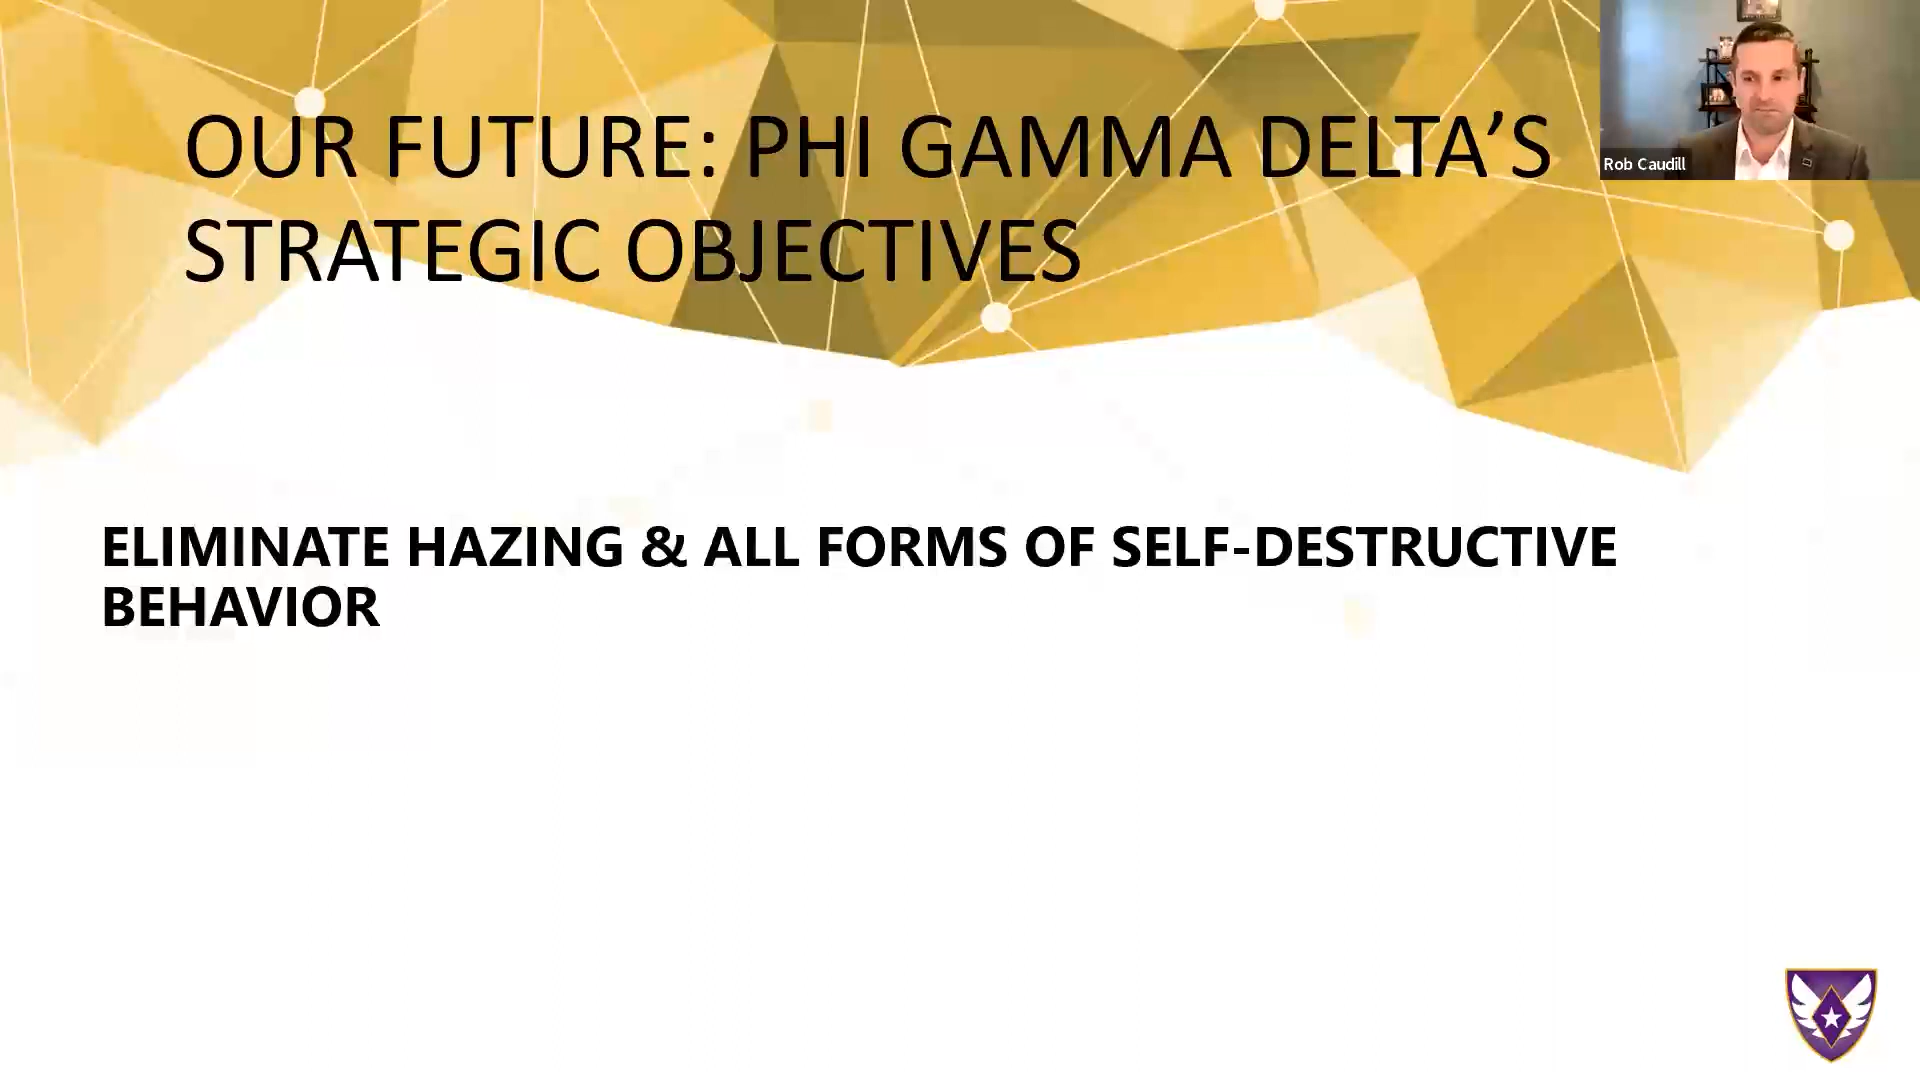 OUR FUTURE: PHI GAMMA DELTA’S
STRATEGIC OBJECTIVES
Rob Caudill
ELIMINATE HAZING & ALL FORMS OF SELF-DESTRUCTIVE
BEHAVIOR